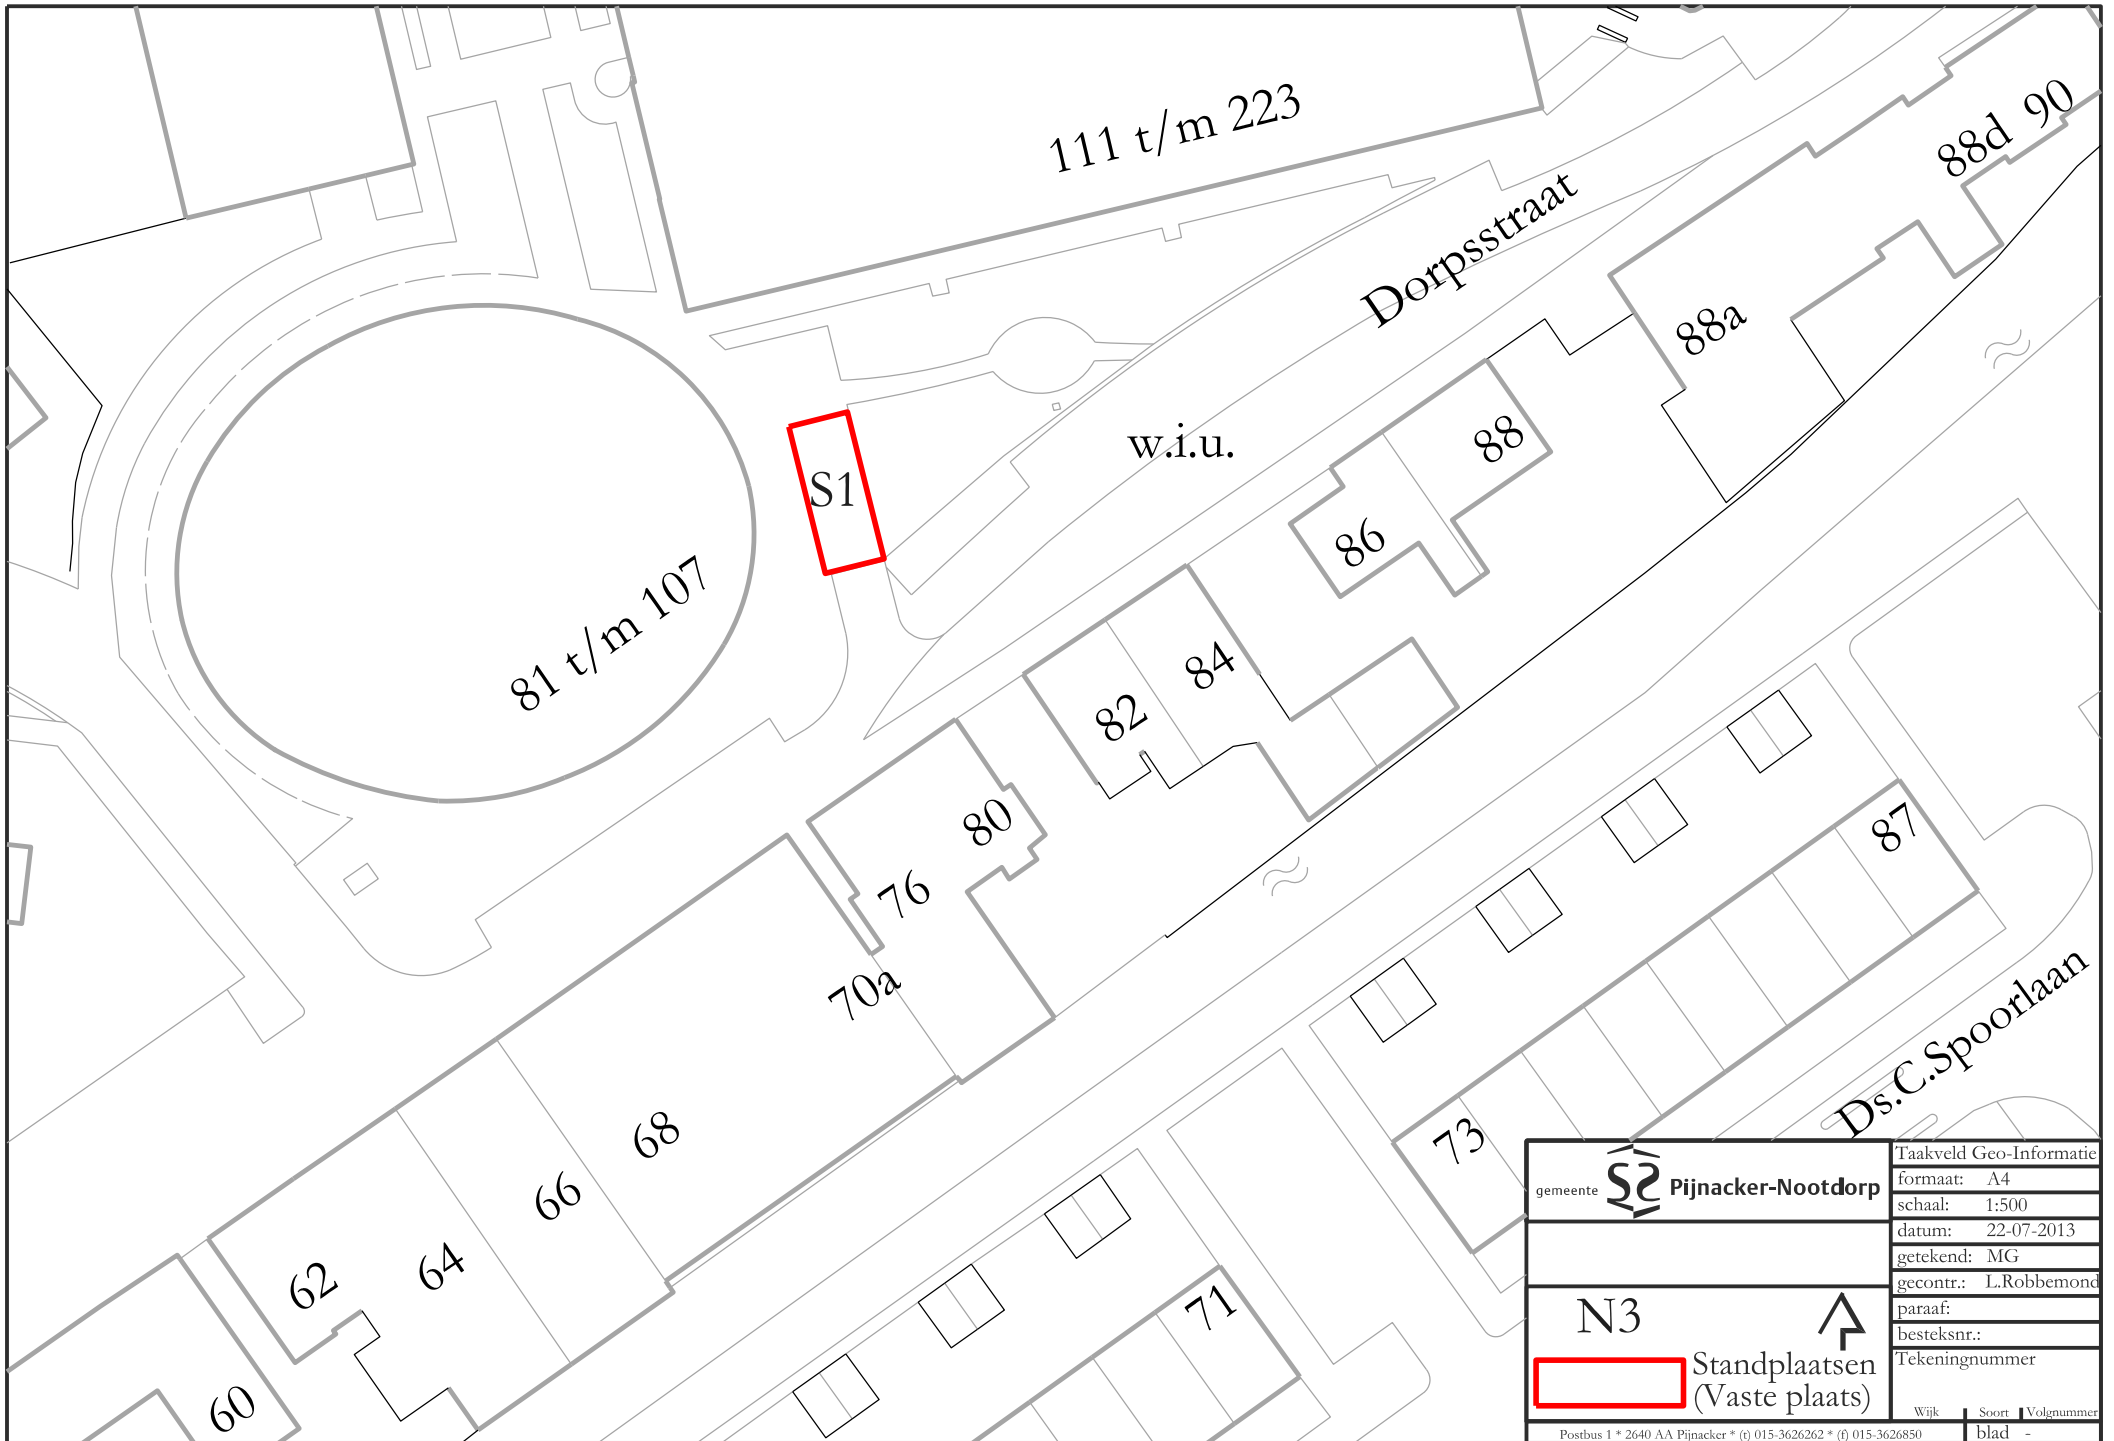 111 t/m 223
88d 90
Dorpsstraat
88a
w.i.u.
88
S1
86
81 t/m 107
84
82
80
87
76
70a
Ds.C.Spoorlaan
68
73
66
64
62
71
60
gemeente Pijnacker-Nootdorp
N3
Standplaatsen
(Vaste plaats)
Taakveld Geo-Informatie
formaat: A4
schaal: 1:500
datum: 22-07-2013
getekend: MG
gecontr.: L.Robbemond
paraaf:
besteksnr.:
Tekeningnummer
Wijk Soort Volgnummer
blad -
Postbus 1 * 2640 AA Pijnacker * (t) 015-3626262 * (f) 015-3626850